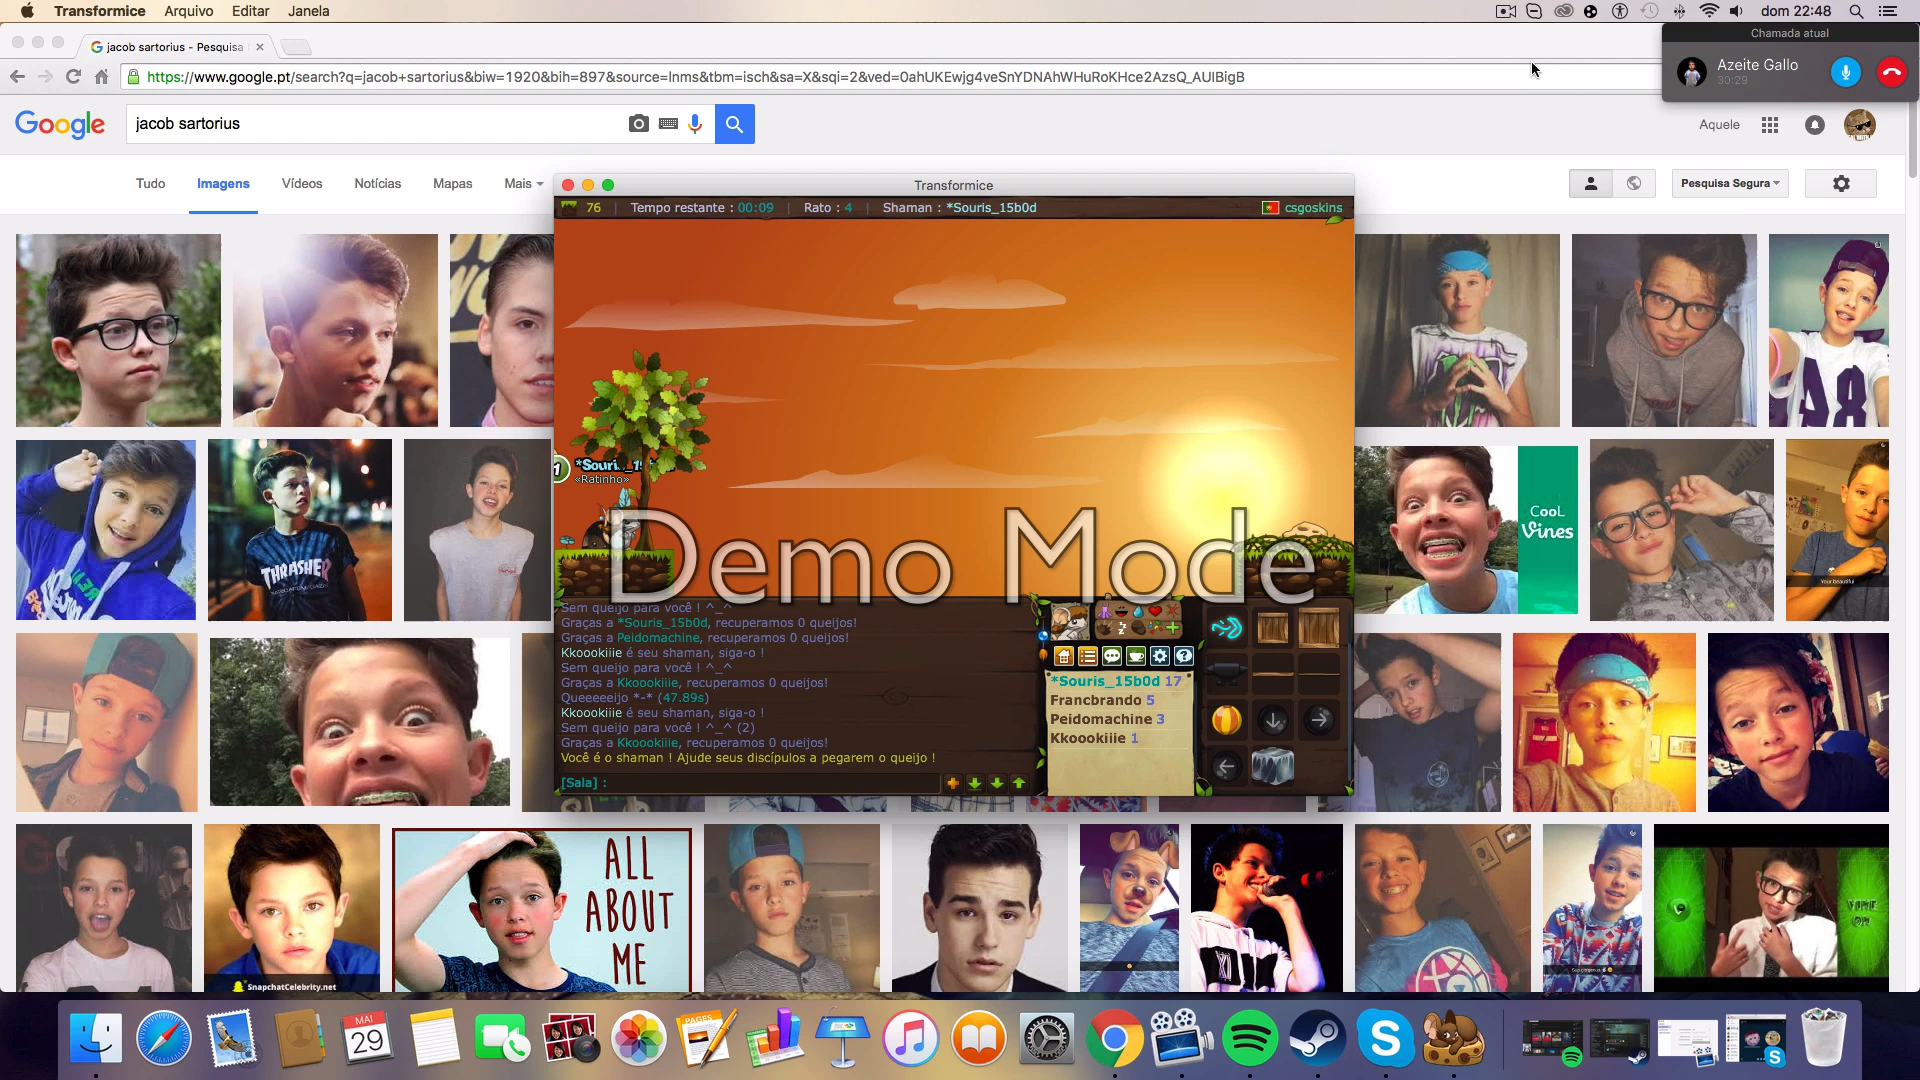 Transformice Arquivo Editar Janela
dom 22:48
jacob sartorius - Pesquisa
https://www.google.pt/search?q=jacob+sartorius&biw=1920&bih=897&source=lnms&tbm=isch&sa=X&sqi=2&ved=0ahUKEwjg4veSnYDNAhWHuRoKHce2AzsQ_AUIBigB
Chamada atual
Azeite Gallo
30:29
Google
jacob sartorius
Aquele
Tudo Imagens Vídeos Notícias Mapas Mais
Pesquisa Segura
Transformice
76 | Tempo restante : 00:09 | Rato : 4 | Shaman : *Souris_15b0d
csgoskins
«Ratinho»
Demo Mode
Sem queijo para você ! ^_^
Graças a *Souris_15b0d, recuperamos 0 queijos!
Graças a Peidomachine, recuperamos 0 queijos!
Kkoookiiie é seu shaman, siga-o !
Sem queijo para você ! ^_^
Graças a Kkoookiiie, recuperamos 0 queijos!
Queeeeeijo *-* (47.89s)
Kkoookiiie é seu shaman, siga-o !
Sem queijo para você ! ^_^ (2)
Graças a Kkoookiiie, recuperamos 0 queijos!
Você é o shaman ! Ajude seus discípulos a pegarem o queijo !
[Sala] :
*Souris_15b0d 17
Francbrando 5
Peidomachine 3
Kkoookiiie 1
THRASHER
CooL
Vines
Your beautiful
ALL
ABOUT
ME
SnapchatCelebrity.net
VINE
MAI
29
PAGES